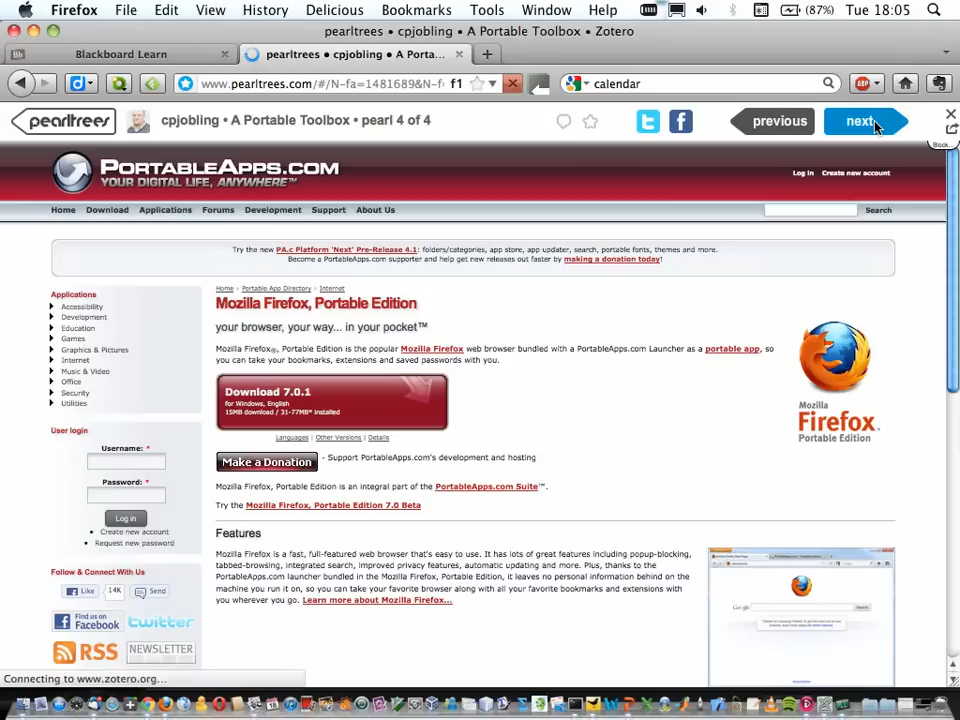 Firefox File Edit View History Delicious Bookmarks Tools Window Help (87%) Tue 18:05
pearltrees • cpjobling • A Portable Toolbox • Zotero
Blackboard Learn
pearltrees • cpjobling • A Porta...
www.pearltrees.com/#/N-fa=1481689&N-f: f1
calendar
ABP
pearltrees
cpjobling • A Portable Toolbox • pearl 4 of 4
previous
next
Block...
PORTABLEAPPS.COM
YOUR DIGITAL LIFE, ANYWHERE™
Log in Create new account
Home Download Applications Forums Development Support About Us
Search
Try the new PA.c Platform 'Next' Pre-Release 4.1: folders/categories, app store, app updater, search, portable fonts, themes and more.
Become a PortableApps.com supporter and help get new releases out faster by making a donation today!
Applications
Accessibility
Development
Education
Games
Graphics & Pictures
Internet
Music & Video
Office
Security
Utilities
User login
Username: *
Password: *
Log in
Create new account
Request new password
Follow & Connect With Us
Like 14K Send
Find us on Facebook
twitter
RSS
NEWSLETTER
Home » Portable App Directory » Internet
Mozilla Firefox, Portable Edition
your browser, your way... in your pocket™
Mozilla Firefox®, Portable Edition is the popular Mozilla Firefox web browser bundled with a PortableApps.com Launcher as a portable app, so
you can take your bookmarks, extensions and saved passwords with you.
Download 7.0.1
for Windows, English
15MB download / 31-77MB* installed
Languages | Other Versions | Details
Make a Donation - Support PortableApps.com's development and hosting
Mozilla Firefox, Portable Edition is an integral part of the PortableApps.com Suite™.
Try the Mozilla Firefox, Portable Edition 7.0 Beta
Features
Mozilla Firefox is a fast, full-featured web browser that's easy to use. It has lots of great features including popup-blocking,
tabbed-browsing, integrated search, improved privacy features, automatic updating and more. Plus, thanks to the
PortableApps.com launcher bundled in the Mozilla Firefox, Portable Edition, it leaves no personal information behind on the
machine you run it on, so you can take your favorite browser along with all your favorite bookmarks and extensions with
you wherever you go. Learn more about Mozilla Firefox...
Mozilla
Firefox
Portable Edition
Google
Connecting to www.zotero.org...